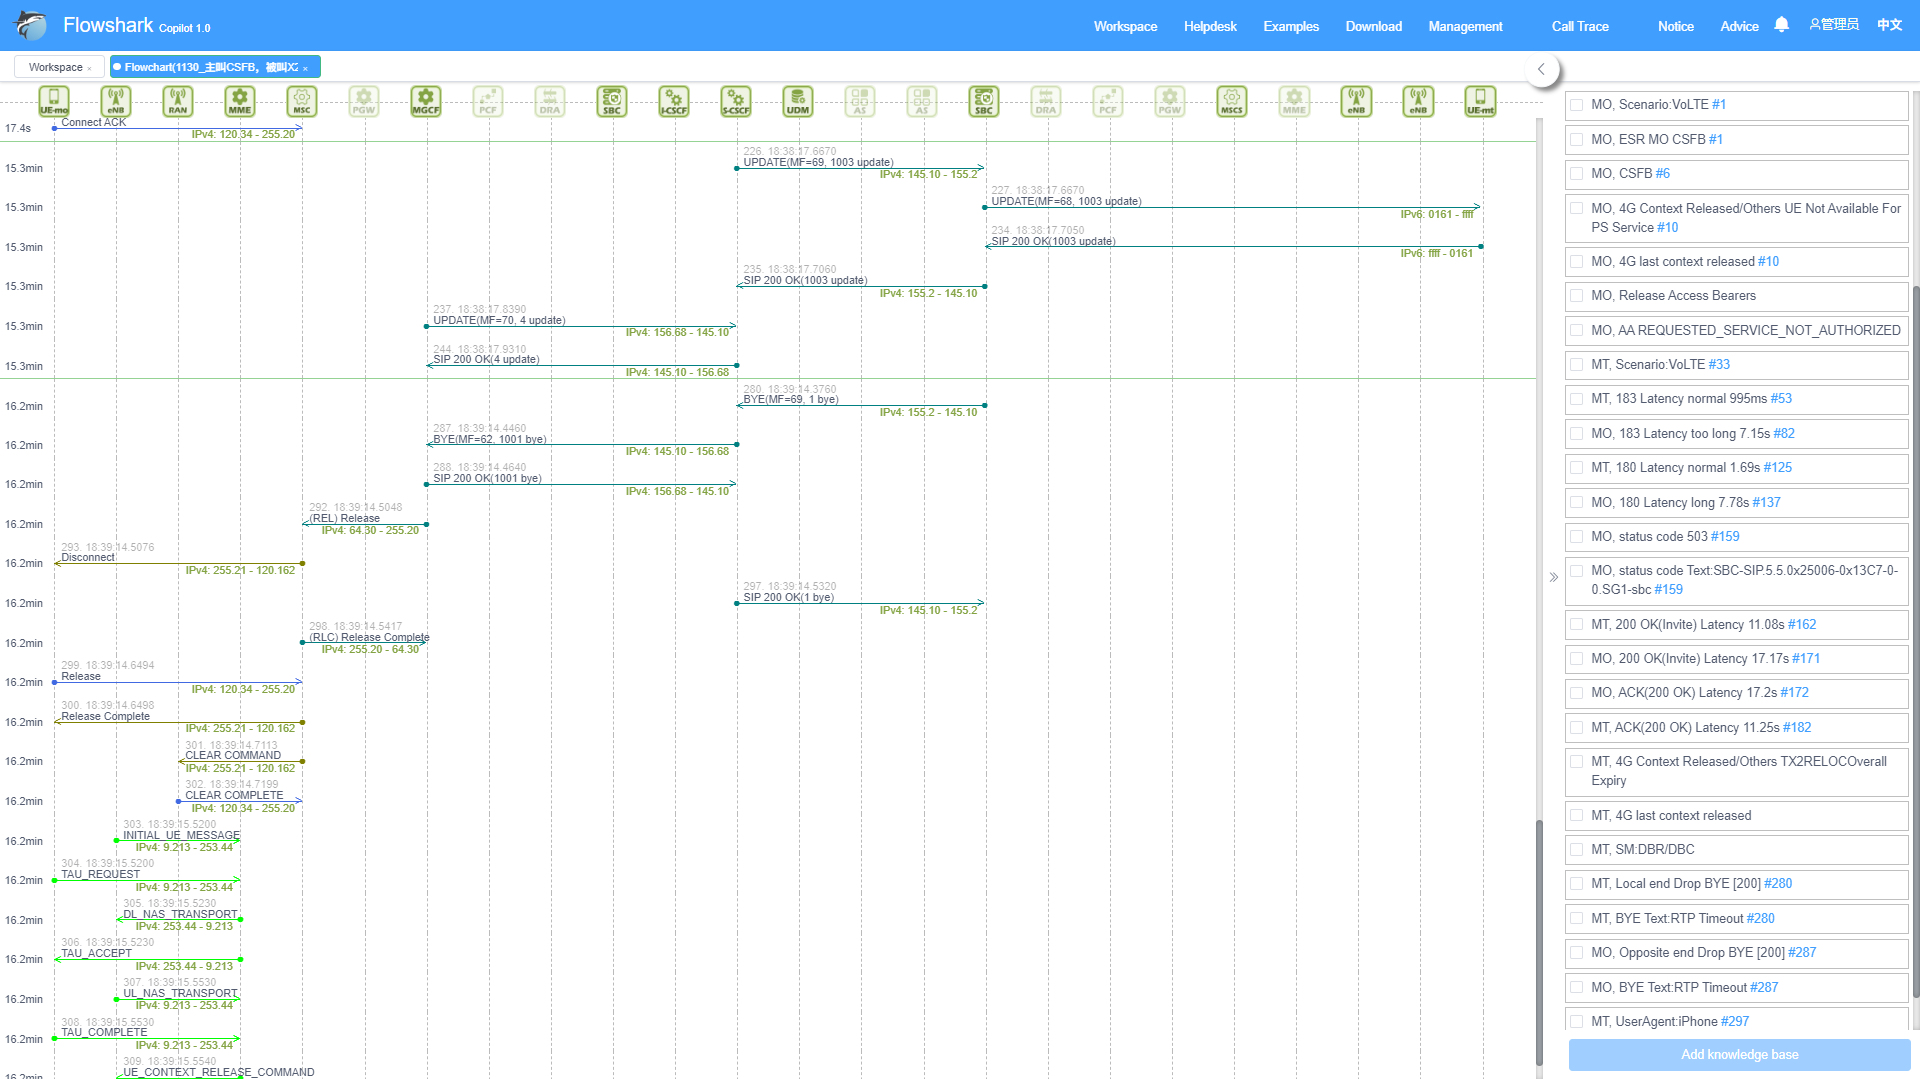 Flowshark Copilot 1.0
Workspace Helpdesk Examples Download Management Call Trace Notice Advice 管理员 中文
Workspace × Flowchart(1130_主叫CSFB，被叫X2 ×
UE-mo eNB RAN MME MSC PGW MGCF PCF DRA SBC I-CSCF S-CSCF UDM AS AS SBC DRA PCF PGW MSCS MME eNB eNB UE-mt
17.4s Connect ACK
IPv4: 120.34 - 255.20
226. 18:38:17.6670
15.3min UPDATE(MF=69, 1003 update)
IPv4: 145.10 - 155.2
227. 18:38:17.6670
15.3min UPDATE(MF=68, 1003 update)
IPv6: 0161 - ffff
234. 18:38:17.7050
15.3min SIP 200 OK(1003 update)
IPv6: ffff - 0161
235. 18:38:17.7060
15.3min SIP 200 OK(1003 update)
IPv4: 155.2 - 145.10
237. 18:38:17.8390
15.3min UPDATE(MF=70, 4 update)
IPv4: 156.68 - 145.10
244. 18:38:17.9310
15.3min SIP 200 OK(4 update)
IPv4: 145.10 - 156.68
280. 18:39:14.3760
16.2min BYE(MF=69, 1 bye)
IPv4: 155.2 - 145.10
287. 18:39:14.4460
16.2min BYE(MF=62, 1001 bye)
IPv4: 145.10 - 156.68
288. 18:39:14.4640
16.2min SIP 200 OK(1001 bye)
IPv4: 156.68 - 145.10
292. 18:39:14.5048
16.2min (REL) Release
IPv4: 64.30 - 255.20
293. 18:39:14.5076
16.2min Disconnect
IPv4: 255.21 - 120.162
297. 18:39:14.5320
16.2min SIP 200 OK(1 bye)
IPv4: 145.10 - 155.2
298. 18:39:14.5417
16.2min (RLC) Release Complete
IPv4: 255.20 - 64.30
299. 18:39:14.6494
16.2min Release
IPv4: 120.34 - 255.20
300. 18:39:14.6498
16.2min Release Complete
IPv4: 255.21 - 120.162
301. 18:39:14.7113
16.2min CLEAR COMMAND
IPv4: 255.21 - 120.162
302. 18:39:14.7199
16.2min CLEAR COMPLETE
IPv4: 120.34 - 255.20
303. 18:39:15.5200
16.2min INITIAL_UE_MESSAGE
IPv4: 9.213 - 253.44
304. 18:39:15.5200
16.2min TAU_REQUEST
IPv4: 9.213 - 253.44
305. 18:39:15.5230
16.2min DL_NAS_TRANSPORT
IPv4: 253.44 - 9.213
306. 18:39:15.5230
16.2min TAU_ACCEPT
IPv4: 253.44 - 9.213
307. 18:39:15.5530
16.2min UL_NAS_TRANSPORT
IPv4: 9.213 - 253.44
308. 18:39:15.5530
16.2min TAU_COMPLETE
IPv4: 9.213 - 253.44
309. 18:39:15.5540
16.2min UE_CONTEXT_RELEASE_COMMAND
MO, Scenario:VoLTE #1
MO, ESR MO CSFB #1
MO, CSFB #6
MO, 4G Context Released/Others UE Not Available For
PS Service #10
MO, 4G last context released #10
MO, Release Access Bearers
MO, AA REQUESTED_SERVICE_NOT_AUTHORIZED
MT, Scenario:VoLTE #33
MT, 183 Latency normal 995ms #53
MO, 183 Latency too long 7.15s #82
MT, 180 Latency normal 1.69s #125
MO, 180 Latency long 7.78s #137
MO, status code 503 #159
MO, status code Text:SBC-SIP.5.5.0x25006-0x13C7-0-
0.SG1-sbc #159
MT, 200 OK(Invite) Latency 11.08s #162
MO, 200 OK(Invite) Latency 17.17s #171
MO, ACK(200 OK) Latency 17.2s #172
MT, ACK(200 OK) Latency 11.25s #182
MT, 4G Context Released/Others TX2RELOCOverall
Expiry
MT, 4G last context released
MT, SM:DBR/DBC
MT, Local end Drop BYE [200] #280
MT, BYE Text:RTP Timeout #280
MO, Opposite end Drop BYE [200] #287
MO, BYE Text:RTP Timeout #287
MT, UserAgent:iPhone #297
Add knowledge base